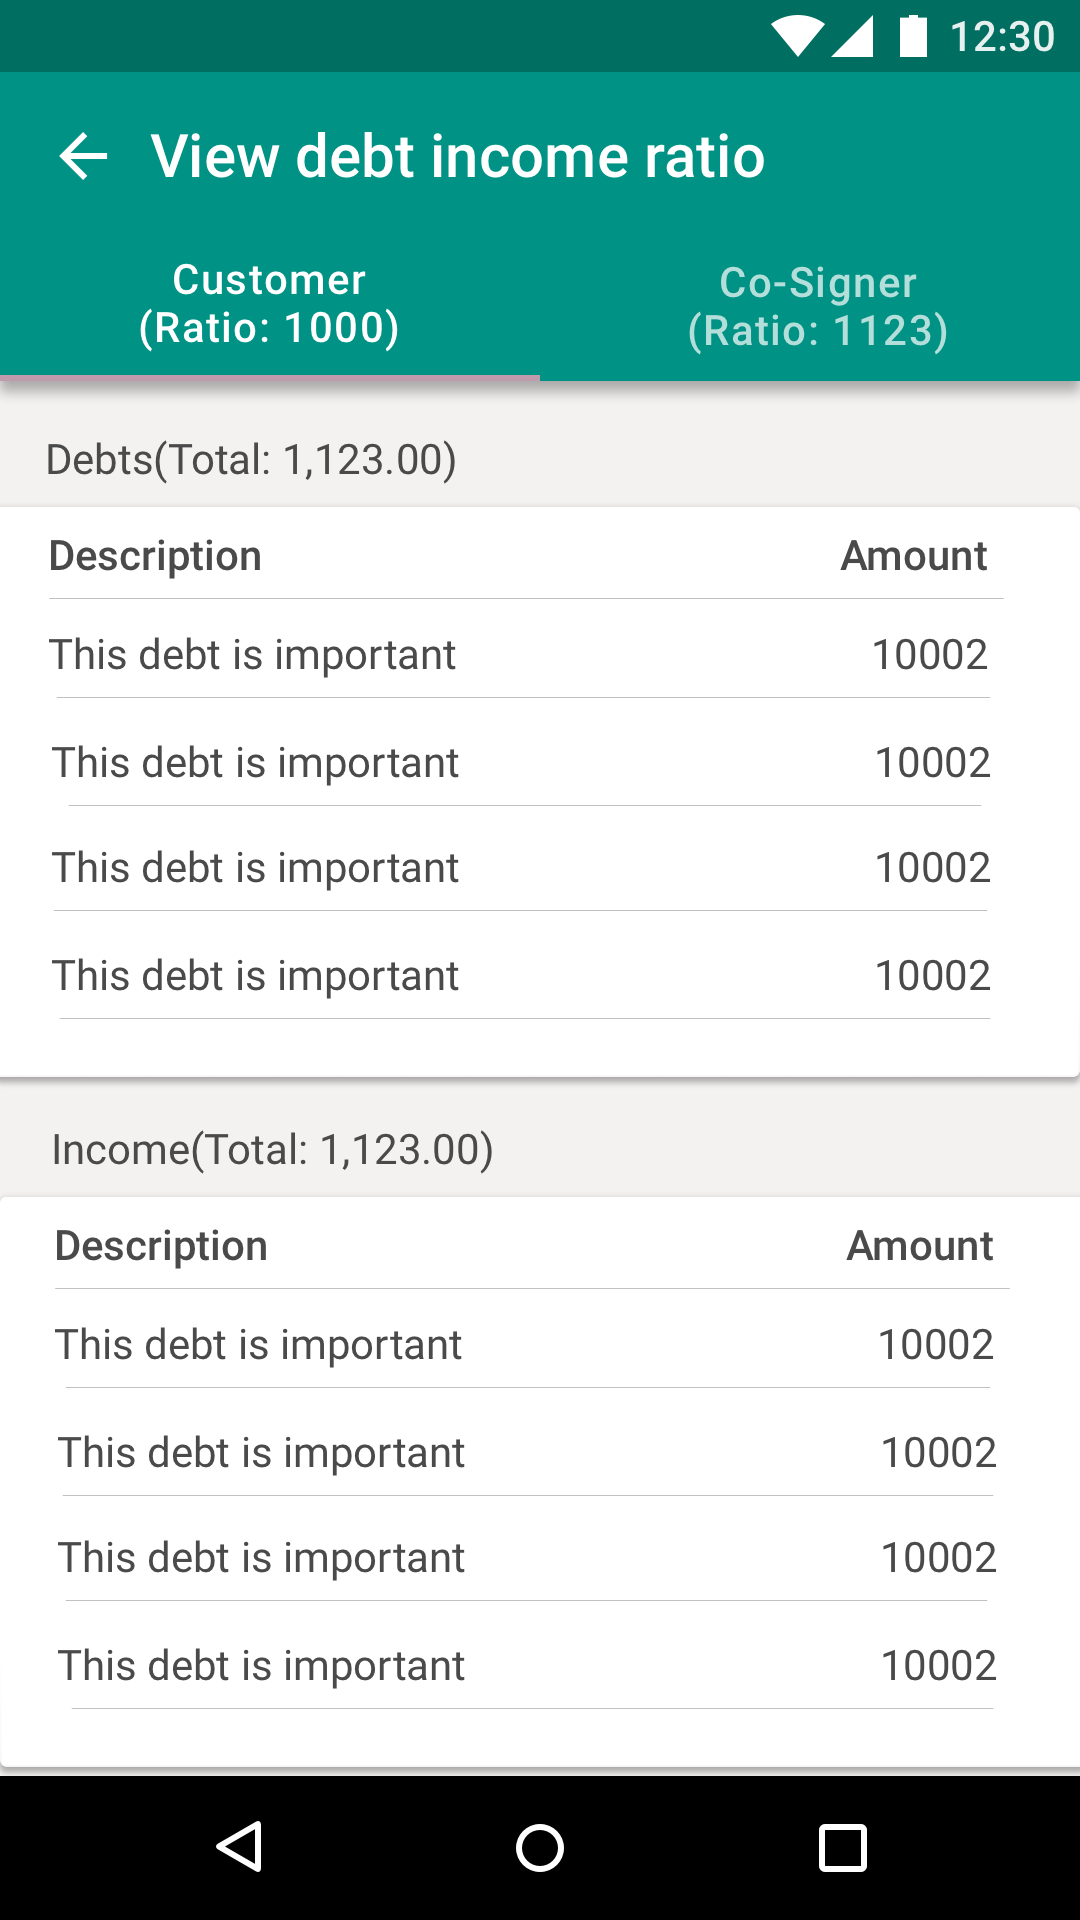 12:30
View debt income ratio
Customer
(Ratio: 1000)
Co-Signer
(Ratio: 1123)
Debts(Total: 1,123.00)
Description Amount
This debt is important 10002
This debt is important 10002
This debt is important 10002
This debt is important 10002
Income(Total: 1,123.00)
Description Amount
This debt is important 10002
This debt is important 10002
This debt is important 10002
This debt is important 10002